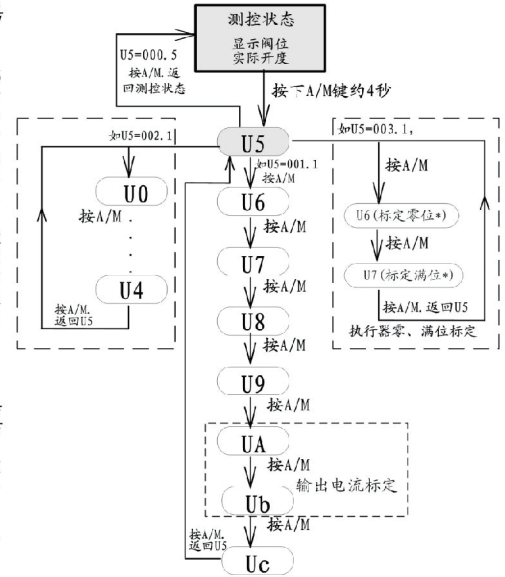 测控状态
显示阀位
实际开度
U5=000.5
按A/M.返
回测控状态
按下A/M键约4秒
U5
如U5=002.1
U0
按A/M
.
.
.
U4
按A/M.
返回U5
如U5=001.1
按A/M
U6
按A/M
U7
按A/M
U8
按A/M
U9
按A/M
UA
按A/M
输出电流标定
Ub
按A/M
按A/M.
返回U5
Uc
如U5=003.1,
按A/M
U6(标定零位*)
按A/M
U7(标定满位*)
按A/M.返回U5
执行器零、满位标定